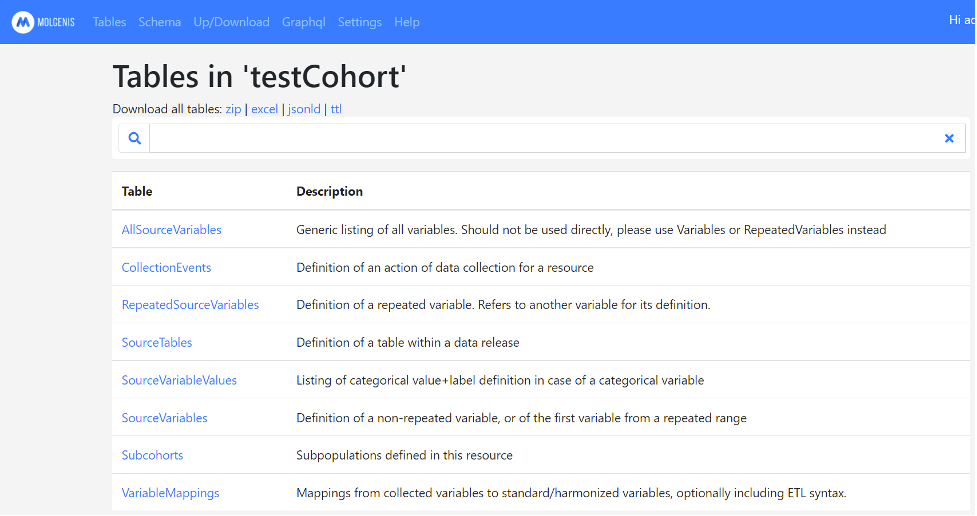 MOLGENIS Tables Schema Up/Download Graphql Settings Help Hi
Tables in 'testCohort'
Download all tables: zip | excel | jsonld | ttl
Table Description
AllSourceVariables Generic listing of all variables. Should not be used directly, please use Variables or RepeatedVariables instead
CollectionEvents Definition of an action of data collection for a resource
RepeatedSourceVariables Definition of a repeated variable. Refers to another variable for its definition.
SourceTables Definition of a table within a data release
SourceVariableValues Listing of categorical value+label definition in case of a categorical variable
SourceVariables Definition of a non-repeated variable, or of the first variable from a repeated range
Subcohorts Subpopulations defined in this resource
VariableMappings Mappings from collected variables to standard/harmonized variables, optionally including ETL syntax.